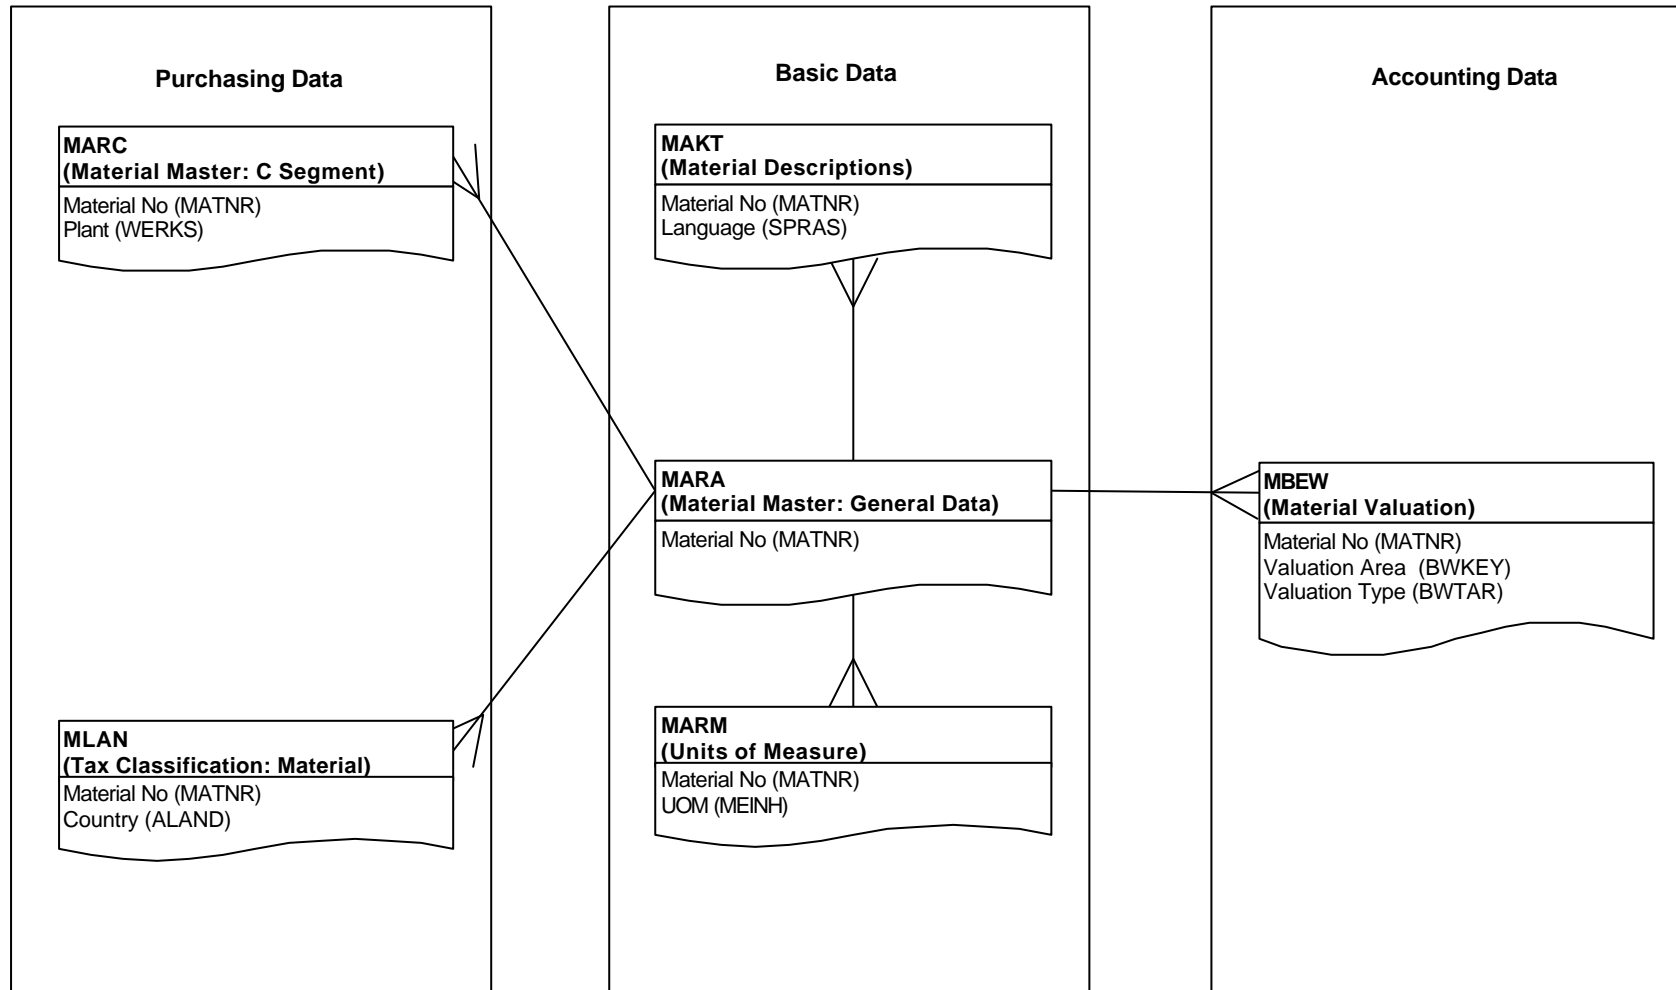 Purchasing Data
MARC
(Material Master: C Segment)
Material No (MATNR)
Plant (WERKS)
MLAN
(Tax Classification: Material)
Material No (MATNR)
Country (ALAND)
Basic Data
MAKT
(Material Descriptions)
Material No (MATNR)
Language (SPRAS)
MARA
(Material Master: General Data)
Material No (MATNR)
MARM
(Units of Measure)
Material No (MATNR)
UOM (MEINH)
Accounting Data
MBEW
(Material Valuation)
Material No (MATNR)
Valuation Area (BWKEY)
Valuation Type (BWTAR)